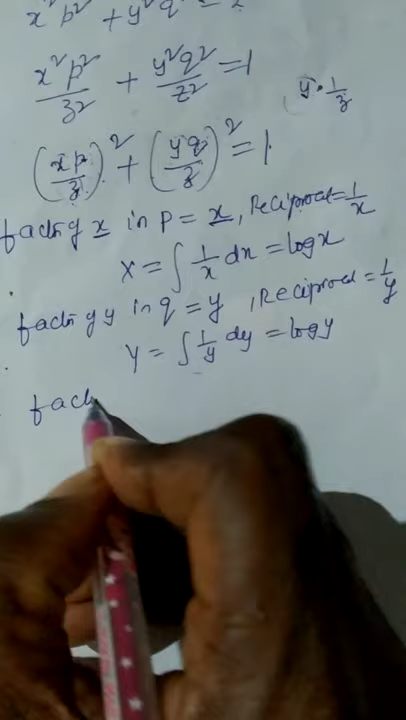 x²p² + y²q² = z²
x²p²/z² + y²q²/z² = 1
y · 1/z
(xp/z)² + (yq/z)² = 1
factor of x in P = x, Reciprocal = 1/x
X = ∫ 1/x dx = log x
factor y y in q = y, Reciprocal = 1/y
Y = ∫ 1/y dy = log y
fact